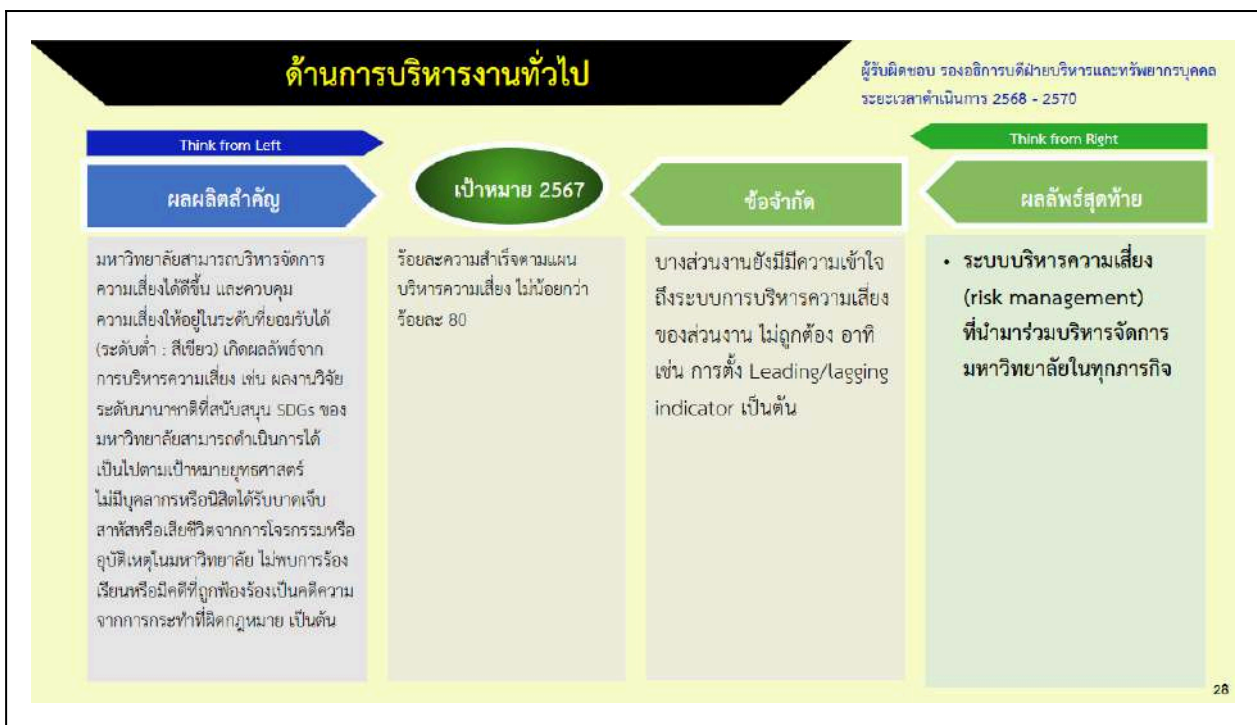 ด้านการบริหารงานทั่วไป
ผู้รับผิดชอบ รองอธิการบดีฝ่ายบริหารและทรัพยากรบุคคล
ระยะเวลาดำเนินการ 2568 - 2570
Think from Left
ผลผลิตสำคัญ
มหาวิทยาลัยสามารถบริหารจัดการ
ความเสี่ยงได้ดีขึ้น และควบคุม
ความเสี่ยงให้อยู่ในระดับที่ยอมรับได้
(ระดับต่ำ : สีเขียว) เกิดผลลัพธ์จาก
การบริหารความเสี่ยง เช่น ผลงานวิจัย
ระดับนานาชาติที่สนับสนุน SDGs ของ
มหาวิทยาลัยสามารถดำเนินการได้
เป็นไปตามเป้าหมายยุทธศาสตร์
ไม่มีบุคลากรหรือนิสิตได้รับบาดเจ็บ
สาหัสหรือเสียชีวิตจากการโจรกรรมหรือ
อุบัติเหตุในมหาวิทยาลัย ไม่พบการร้อง
เรียนหรือมีคดีที่ถูกฟ้องร้องเป็นคดีความ
จากการกระทำที่ผิดกฎหมาย เป็นต้น
เป้าหมาย 2567
ร้อยละความสำเร็จตามแผน
บริหารความเสี่ยง ไม่น้อยกว่า
ร้อยละ 80
ข้อจำกัด
บางส่วนงานยังมีมีความเข้าใจ
ถึงระบบการบริหารความเสี่ยง
ของส่วนงาน ไม่ถูกต้อง อาทิ
เช่น การตั้ง Leading/lagging
indicator เป็นต้น
Think from Right
ผลลัพธ์สุดท้าย
• ระบบบริหารความเสี่ยง
(risk management)
ที่นำมาร่วมบริหารจัดการ
มหาวิทยาลัยในทุกภารกิจ
28